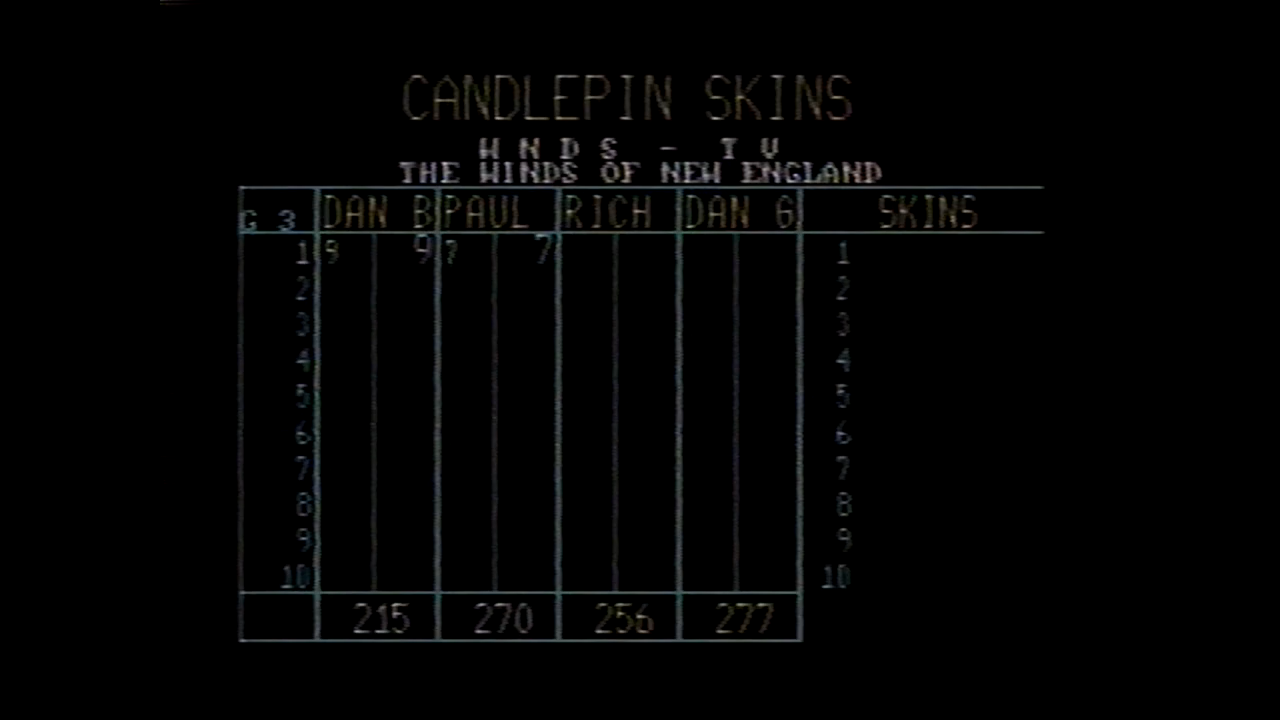 CANDLEPIN SKINS
W N D S - T V
THE WINDS OF NEW ENGLAND
G 3 DAN B PAUL RICH DAN G SKINS
1 9 9 7 7 1
2 2
3 3
4 4
5 5
6 6
7 7
8 8
9 9
10 10
215 270 256 277